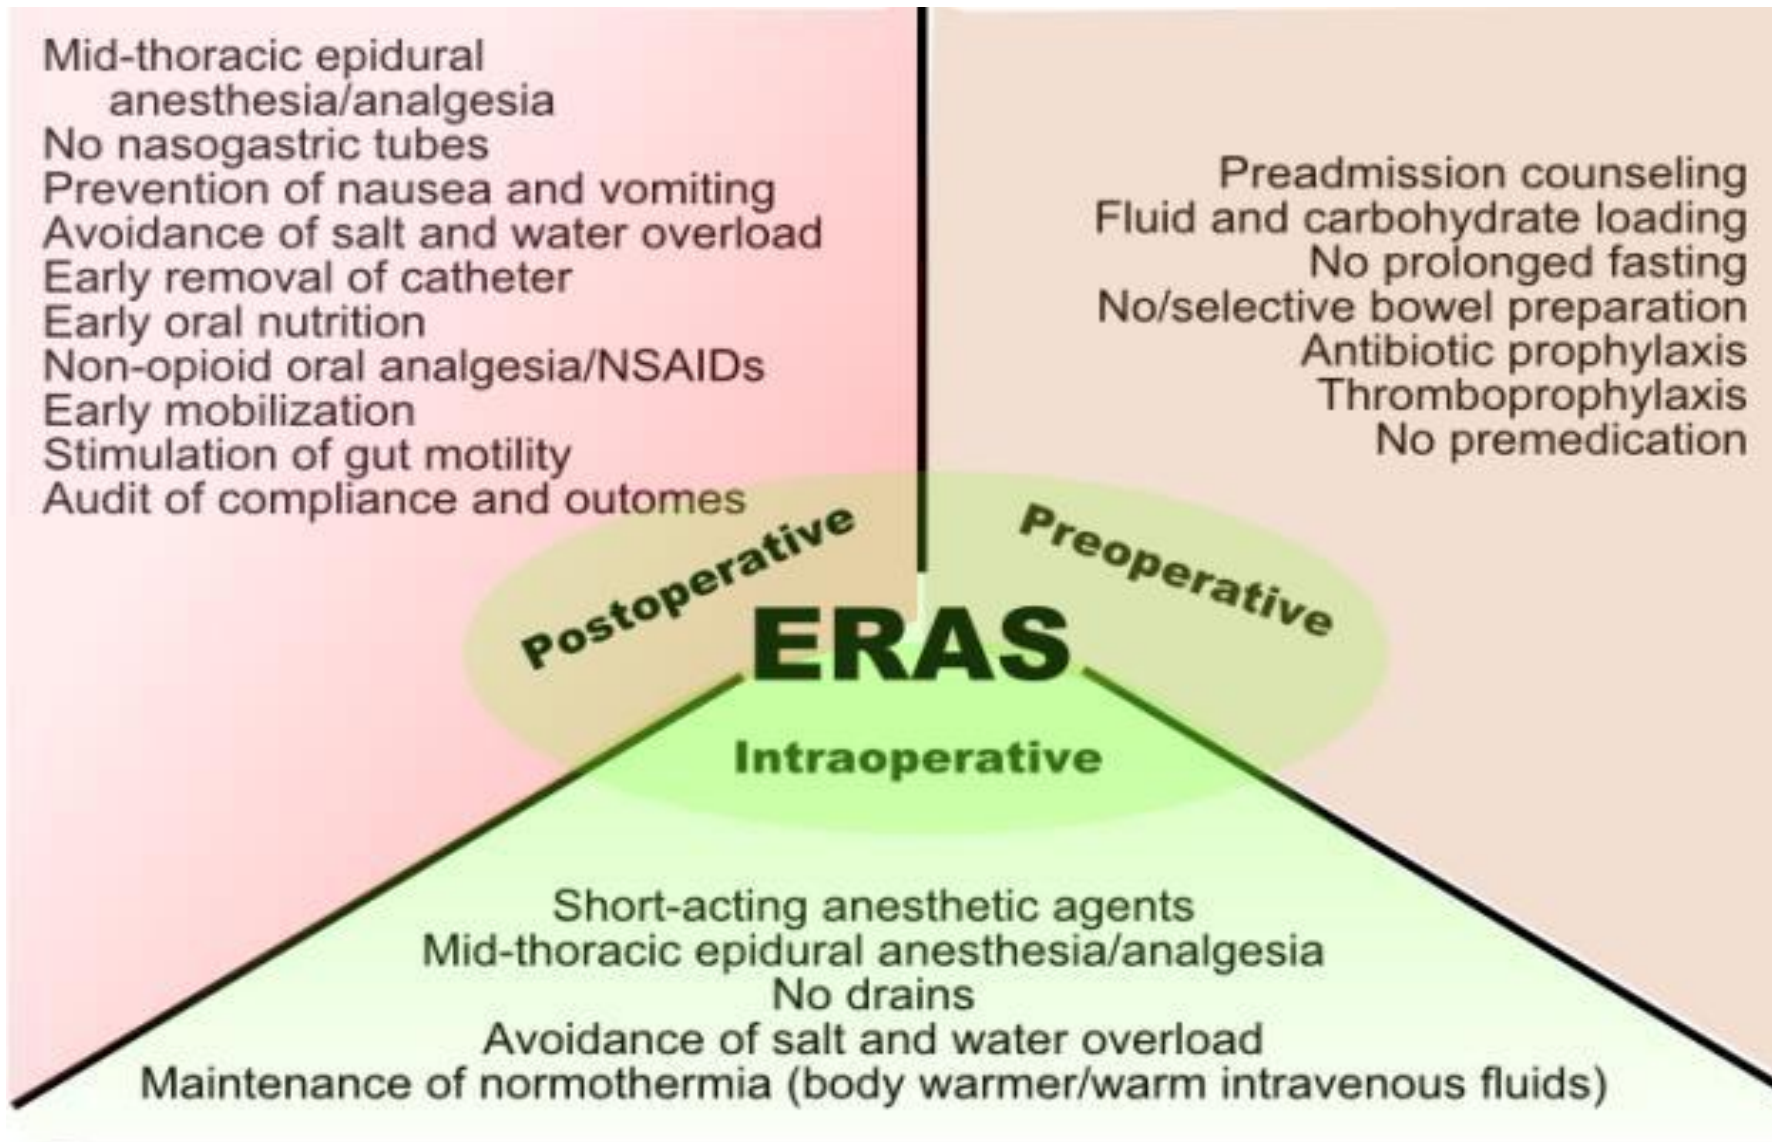 Mid-thoracic epidural
anesthesia/analgesia
No nasogastric tubes
Prevention of nausea and vomiting
Avoidance of salt and water overload
Early removal of catheter
Early oral nutrition
Non-opioid oral analgesia/NSAIDs
Early mobilization
Stimulation of gut motility
Audit of compliance and outomes
Preadmission counseling
Fluid and carbohydrate loading
No prolonged fasting
No/selective bowel preparation
Antibiotic prophylaxis
Thromboprophylaxis
No premedication
Postoperative
Preoperative
ERAS
Intraoperative
Short-acting anesthetic agents
Mid-thoracic epidural anesthesia/analgesia
No drains
Avoidance of salt and water overload
Maintenance of normothermia (body warmer/warm intravenous fluids)